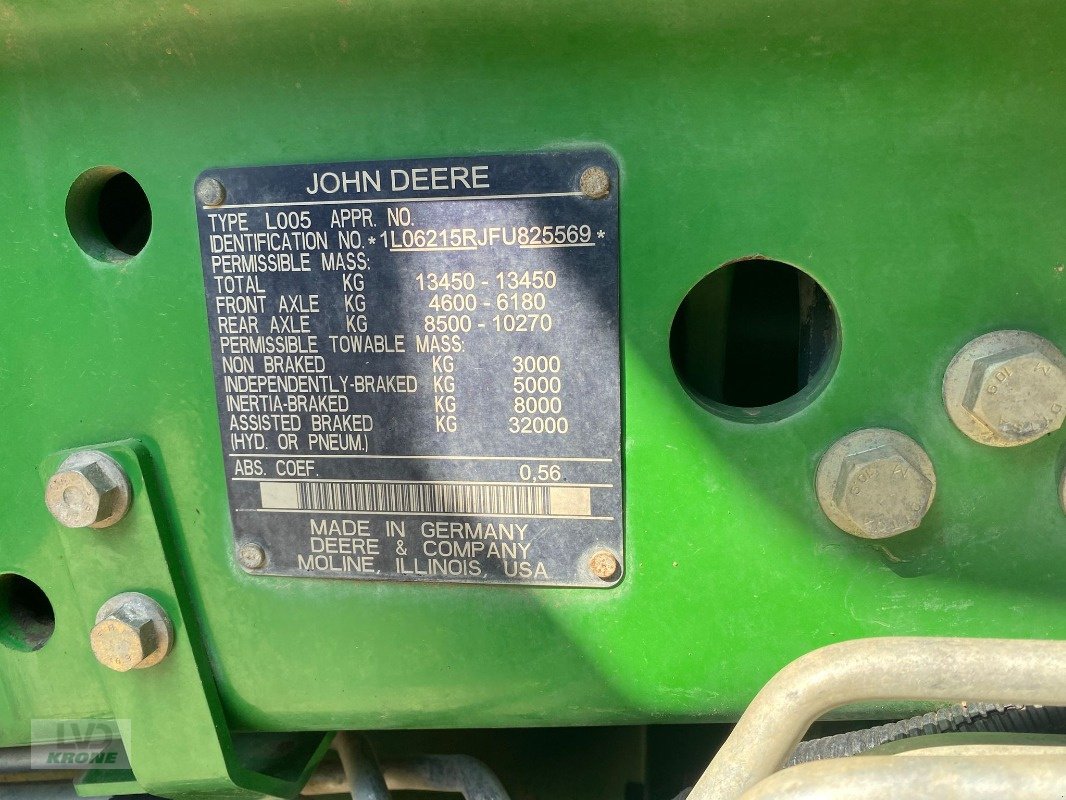 JOHN DEERE
TYPE L005 APPR. NO.
IDENTIFICATION NO. *1L06215RJFU825569*
PERMISSIBLE MASS:
TOTAL KG 13450 - 13450
FRONT AXLE KG 4600 - 6180
REAR AXLE KG 8500 - 10270
PERMISSIBLE TOWABLE MASS:
NON BRAKED KG 3000
INDEPENDENTLY-BRAKED KG 5000
INERTIA-BRAKED KG 8000
ASSISTED BRAKED KG 32000
(HYD. OR PNEUM.)
ABS. COEF. 0,56
MADE IN GERMANY
DEERE & COMPANY
MOLINE, ILLINOIS, USA
LVD
KRONE